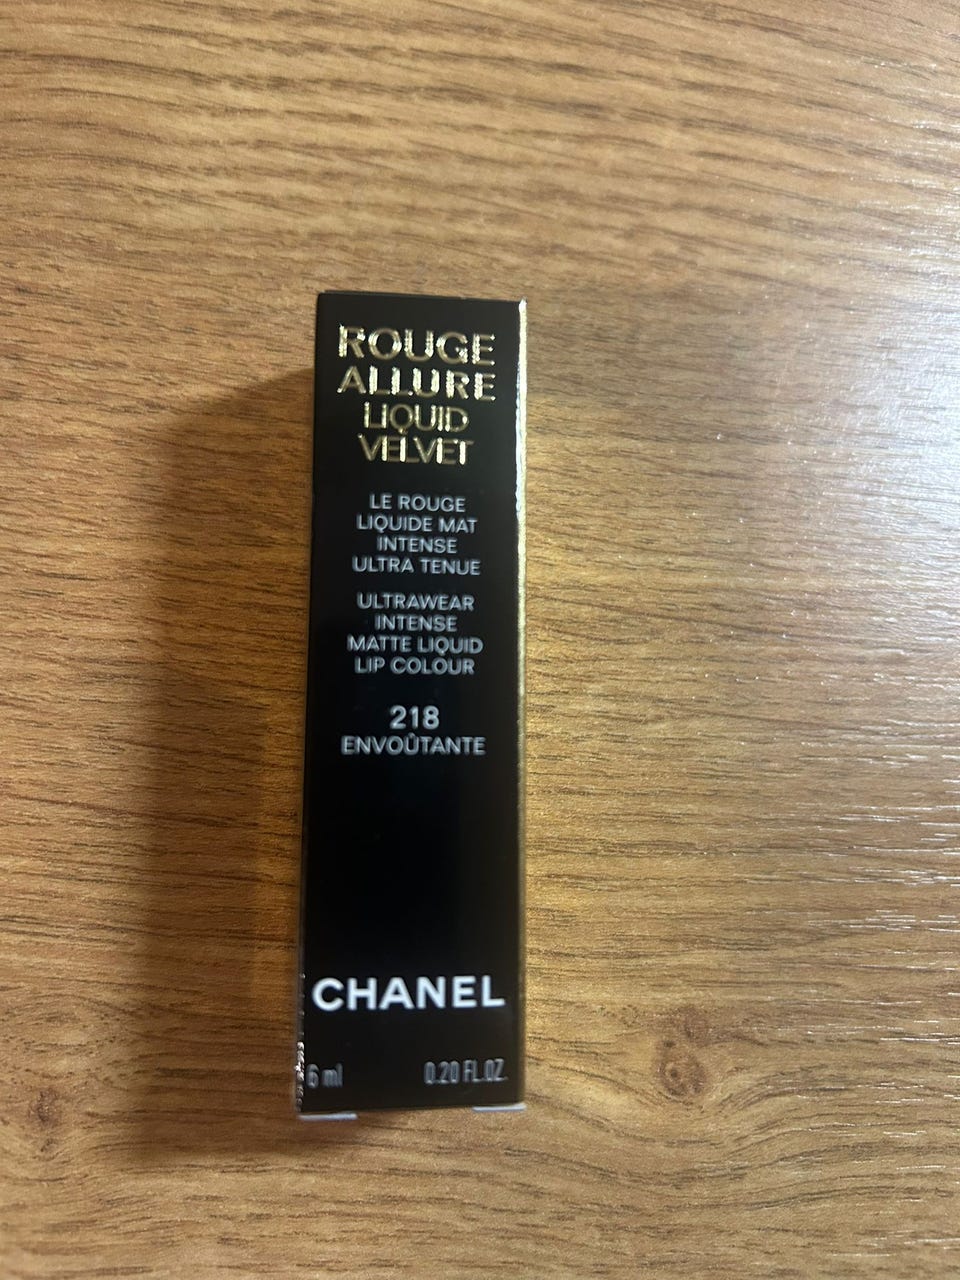 ROUGE
ALLURE
LIQUID
VELVET
LE ROUGE
LIQUIDE MAT
INTENSE
ULTRA TENUE
ULTRAWEAR
INTENSE
MATTE LIQUID
LIP COLOUR
218
ENVOÛTANTE
CHANEL
6 ml 0.20 FL.OZ.